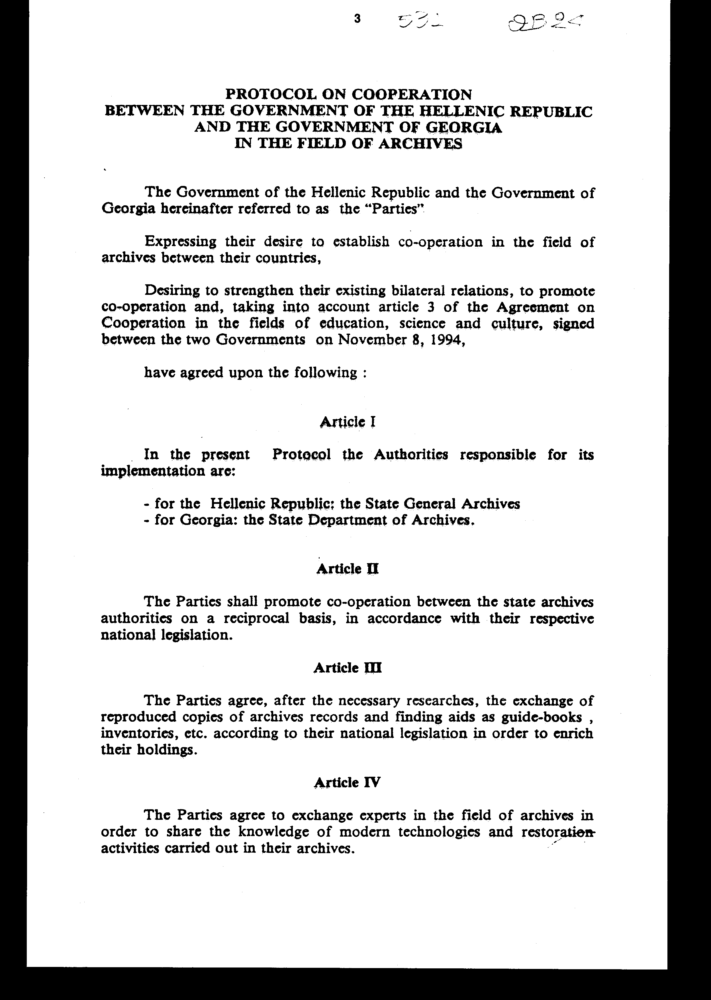 3
PROTOCOL ON COOPERATION
BETWEEN THE GOVERNMENT OF THE HELLENIC REPUBLIC
AND THE GOVERNMENT OF GEORGIA
IN THE FIELD OF ARCHIVES
The Government of the Hellenic Republic and the Government of
Georgia hereinafter referred to as the “Parties”
Expressing their desire to establish co-operation in the field of
archives between their countries,
Desiring to strengthen their existing bilateral relations, to promote
co-operation and, taking into account article 3 of the Agreement on
Cooperation in the fields of education, science and culture, signed
between the two Governments on November 8, 1994,
have agreed upon the following :
Article I
In the present Protocol the Authorities responsible for its
implementation are:
- for the Hellenic Republic: the State General Archives
- for Georgia: the State Department of Archives.
Article II
The Parties shall promote co-operation between the state archives
authorities on a reciprocal basis, in accordance with their respective
national legislation.
Article III
The Parties agree, after the necessary researches, the exchange of
reproduced copies of archives records and finding aids as guide-books ,
inventories, etc. according to their national legislation in order to enrich
their holdings.
Article IV
The Parties agree to exchange experts in the field of archives in
order to share the knowledge of modern technologies and restoration
activities carried out in their archives.